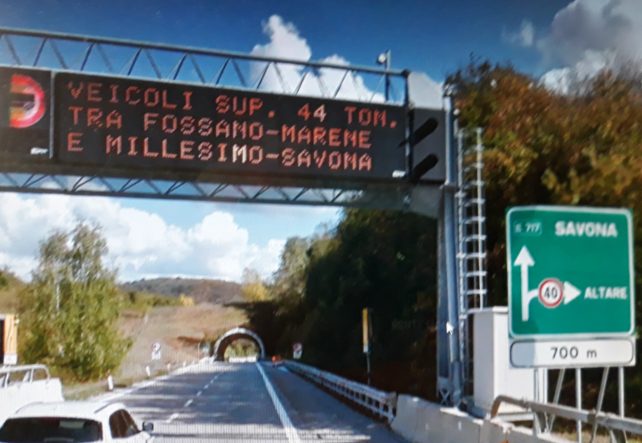 VEICOLI SUP. 44 TON.
TRA FOSSANO-MARENE
E MILLESIMO-SAVONA
SAVONA
40
ALTARE
700 m